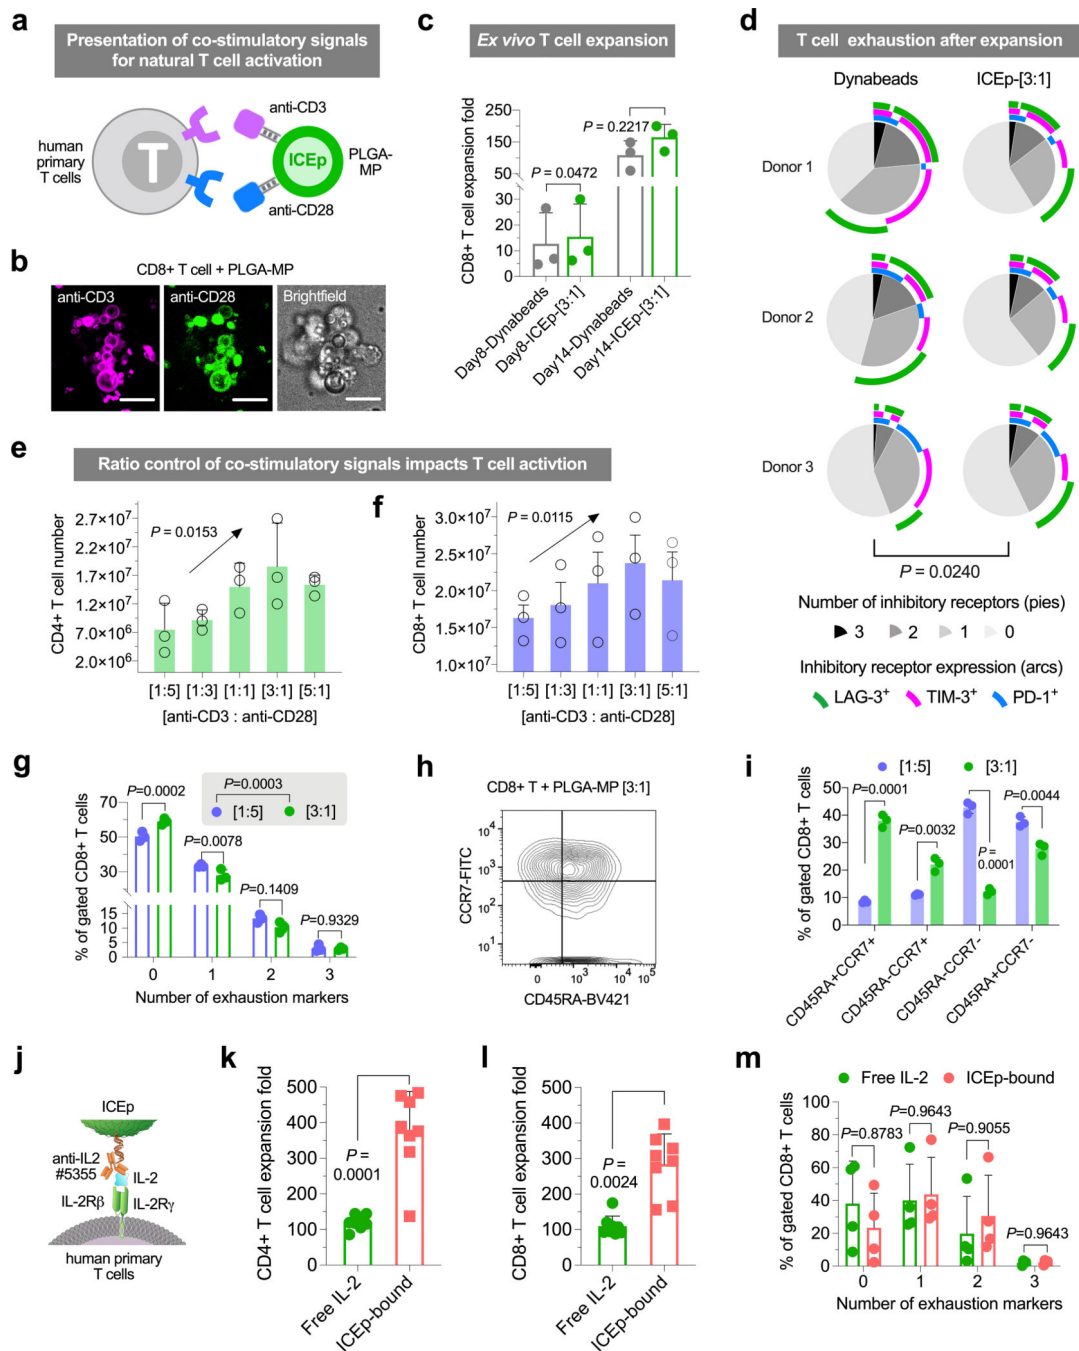 a
Presentation of co-stimulatory signals
for natural T cell activation
anti-CD3
human
primary
T cells
T
ICEp
PLGA-
MP
anti-CD28
b
CD8+ T cell + PLGA-MP
anti-CD3
anti-CD28
Brightfield
c
Ex vivo T cell expansion
CD8+ T cell expansion fold
250
150
50
30
20
10
0
P = 0.2217
P = 0.0472
Day8-Dynabeads
Day8-ICEp-[3:1]
Day14-Dynabeads
Day14-ICEp-[3:1]
d
T cell exhaustion after expansion
Dynabeads
ICEp-[3:1]
Donor 1
Donor 2
Donor 3
P = 0.0240
Number of inhibitory receptors (pies)
3 2 1 0
Inhibitory receptor expression (arcs)
LAG-3⁺ TIM-3⁺ PD-1⁺
e
Ratio control of co-stimulatory signals impacts T cell activtion
CD4+ T cell number
2.7×10⁷
2.2×10⁷
1.7×10⁷
1.2×10⁷
7.0×10⁶
2.0×10⁶
P = 0.0153
[1:5] [1:3] [1:1] [3:1] [5:1]
[anti-CD3 : anti-CD28]
f
CD8+ T cell number
3.0×10⁷
2.5×10⁷
2.0×10⁷
1.5×10⁷
1.0×10⁷
P = 0.0115
[1:5] [1:3] [1:1] [3:1] [5:1]
[anti-CD3 : anti-CD28]
g
% of gated CD8+ T cells
70
50
30
15
10
5
0
P=0.0002
P=0.0003
[1:5] [3:1]
P=0.0078
P=0.1409
P=0.9329
0 1 2 3
Number of exhaustion markers
h
CD8+ T + PLGA-MP [3:1]
CCR7-FITC
10⁴
10³
10²
10¹
0 10³ 10⁴ 10⁵
CD45RA-BV421
i
[1:5] [3:1]
% of gated CD8+ T cells
50
40
30
20
10
0
P=0.0001
P=0.0032
P =
0.0001
P=0.0044
CD45RA+CCR7+
CD45RA-CCR7+
CD45RA-CCR7-
CD45RA+CCR7-
j
ICEp
anti-IL2
#5355
IL-2
IL-2Rβ
IL-2Rγ
human primary
T cells
k
CD4+ T cell expansion fold
500
400
300
200
100
0
P =
0.0001
Free IL-2
ICEp-bound
l
CD8+ T cell expansion fold
500
400
300
200
100
0
P =
0.0024
Free IL-2
ICEp-bound
m
Free IL-2 ICEp-bound
% of gated CD8+ T cells
100
80
60
40
20
0
P=0.8783
P=0.9643
P=0.9055
P=0.9643
0 1 2 3
Number of exhaustion markers